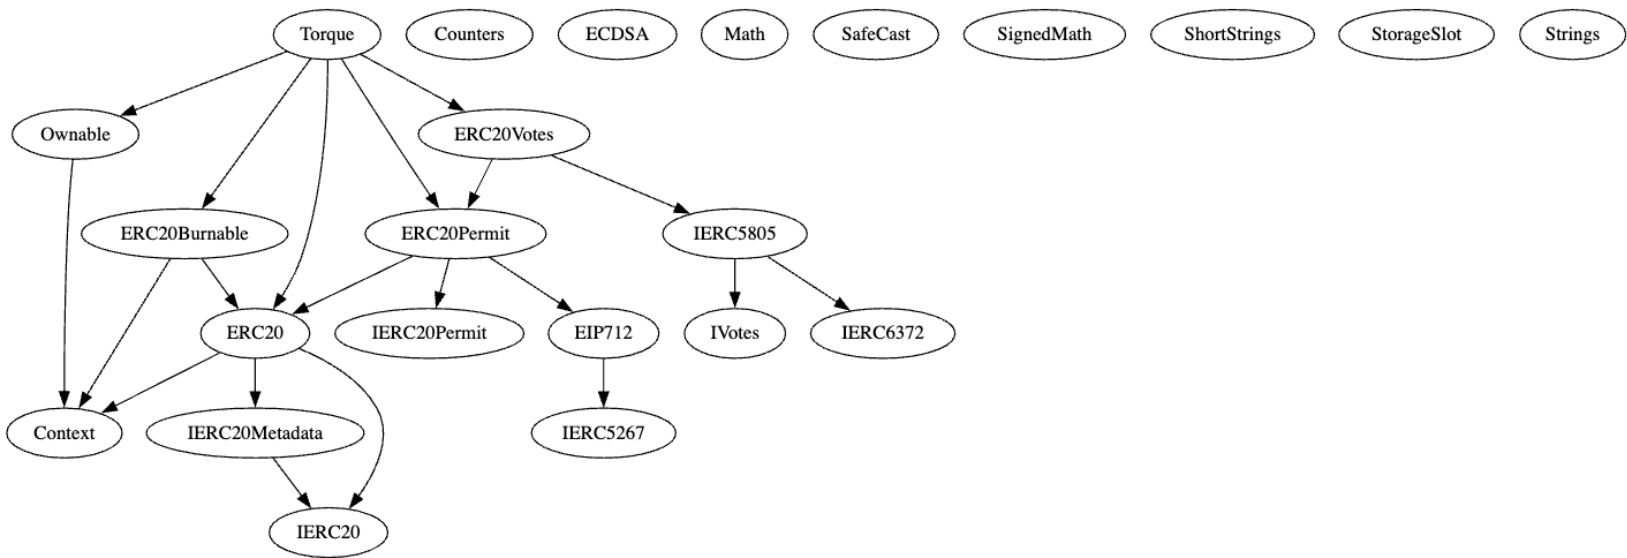 Torque
Counters
ECDSA
Math
SafeCast
SignedMath
ShortStrings
StorageSlot
Strings
Ownable
ERC20Votes
ERC20Burnable
ERC20Permit
IERC5805
ERC20
IERC20Permit
EIP712
IVotes
IERC6372
Context
IERC20Metadata
IERC5267
IERC20